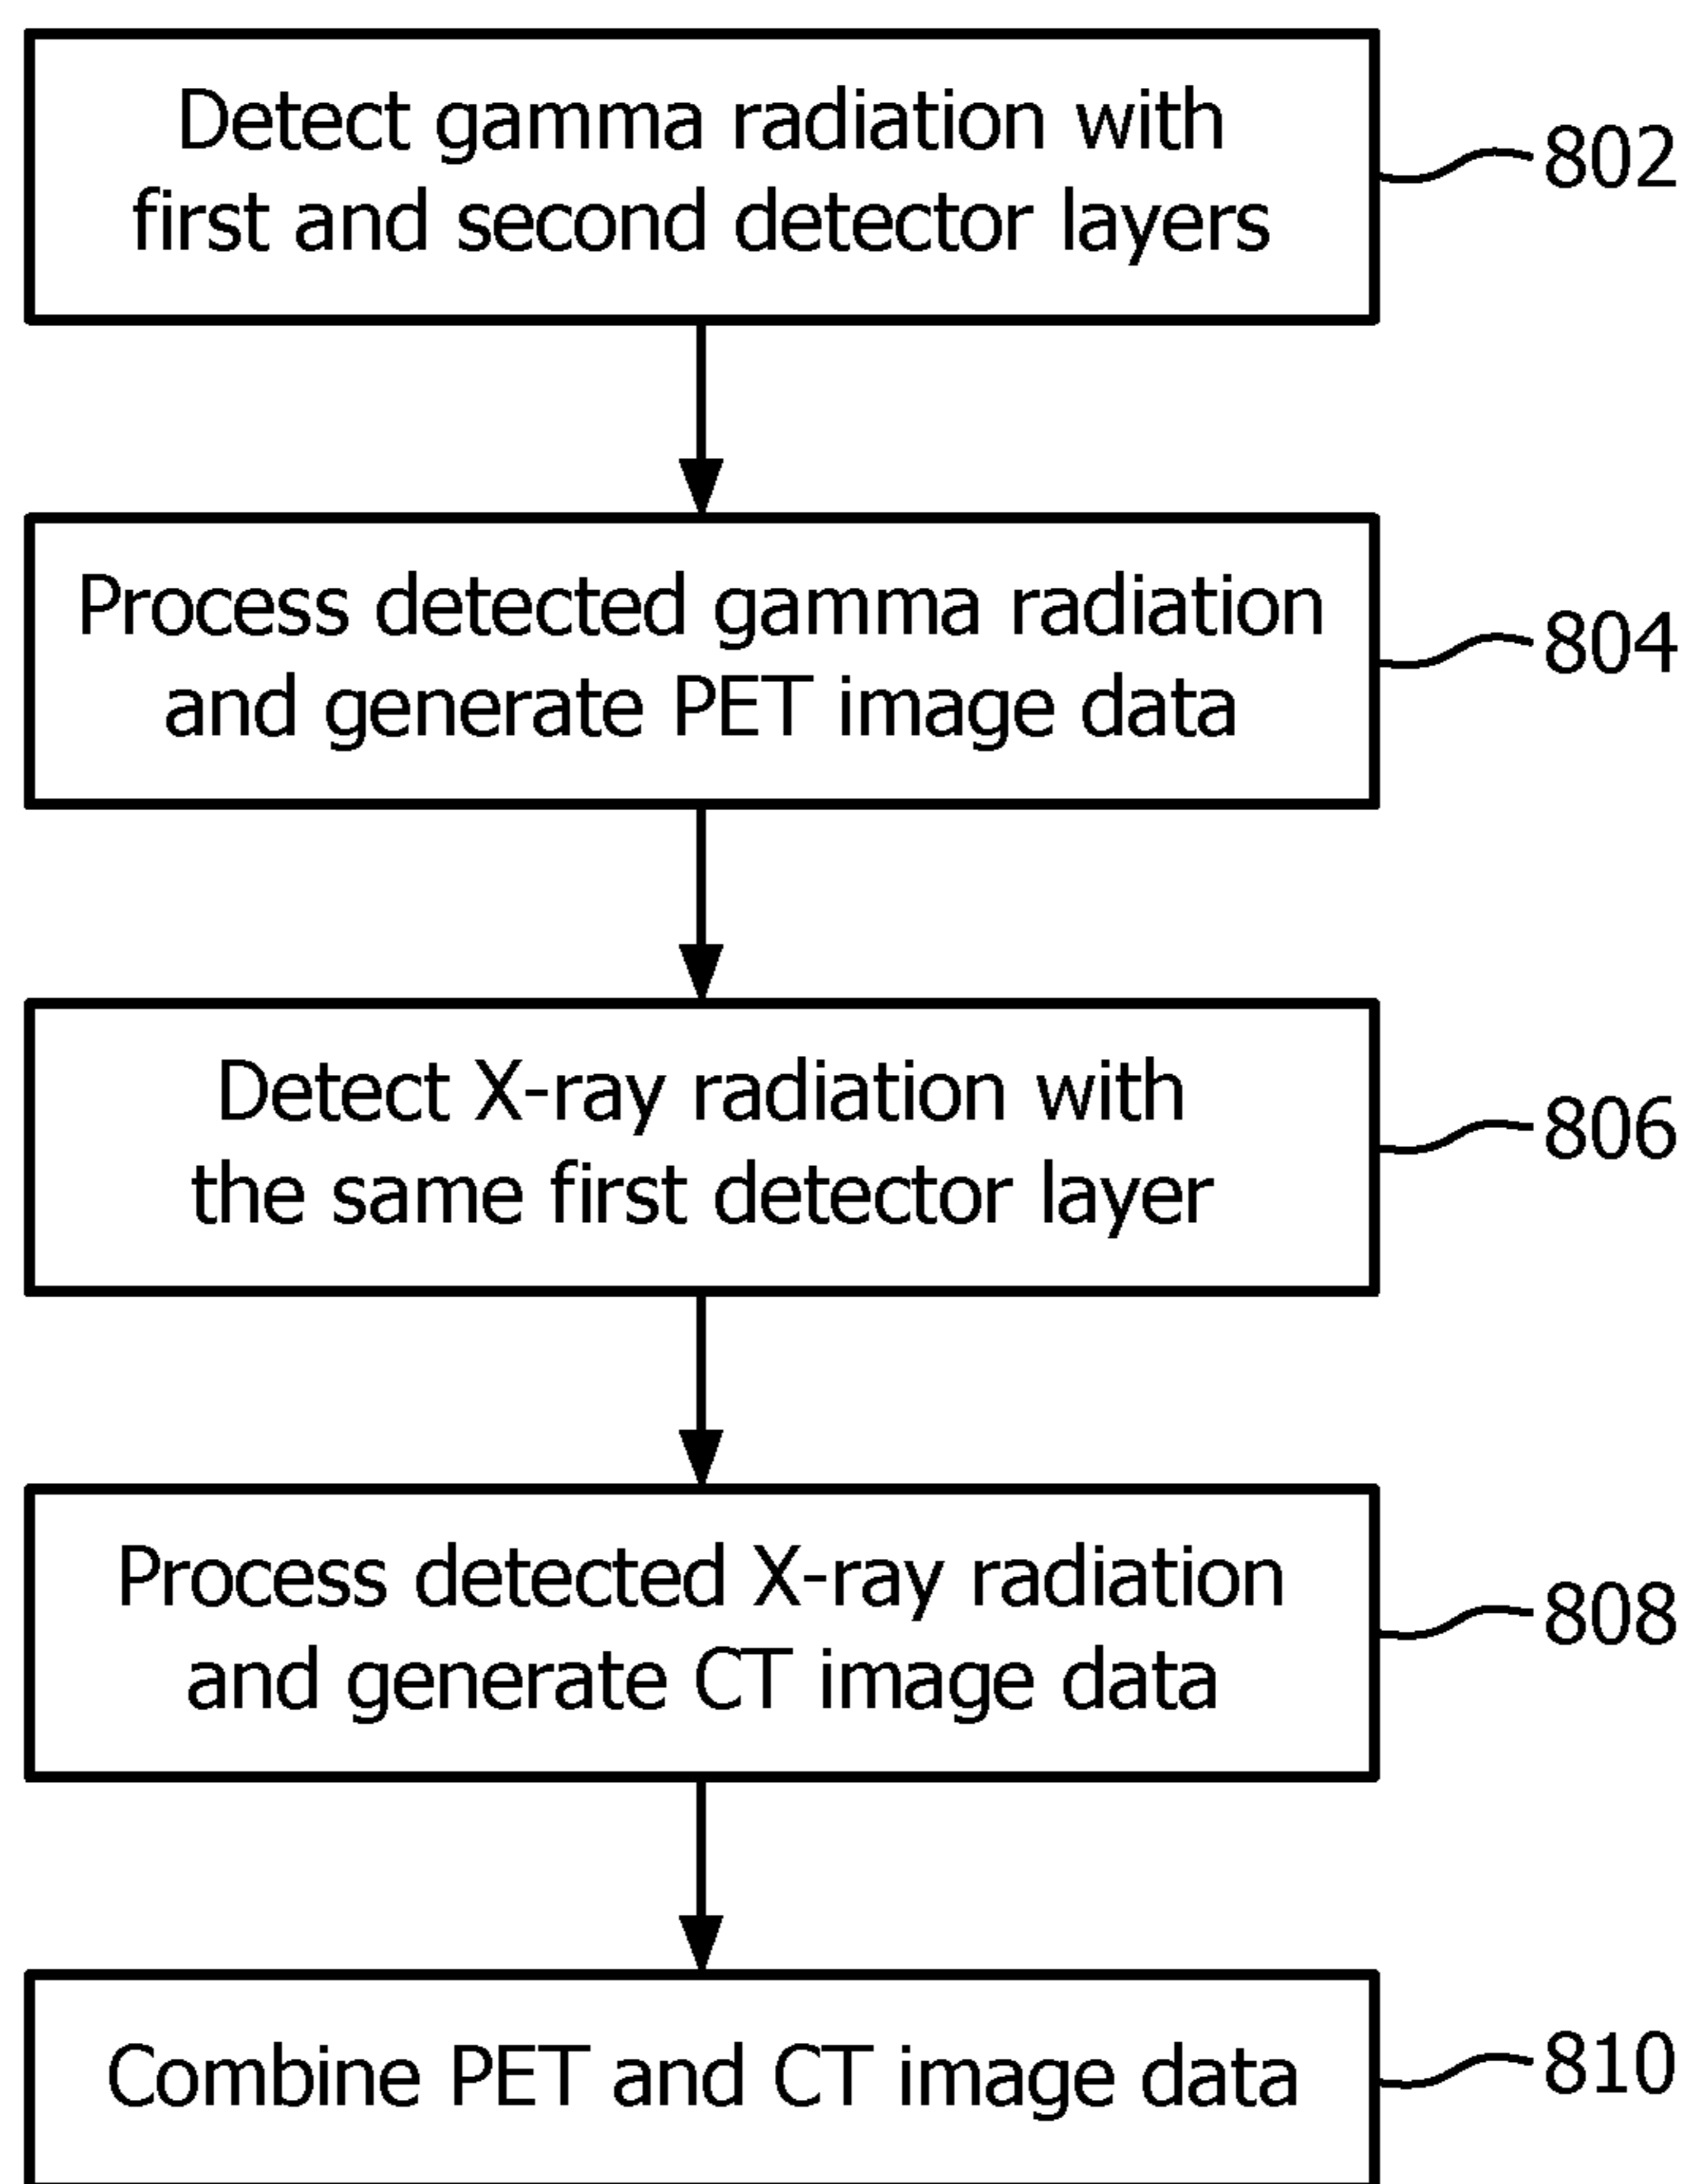 Detect gamma radiation with
first and second detector layers
802
Process detected gamma radiation
and generate PET image data
804
Detect X-ray radiation with
the same first detector layer
806
Process detected X-ray radiation
and generate CT image data
808
Combine PET and CT image data
810